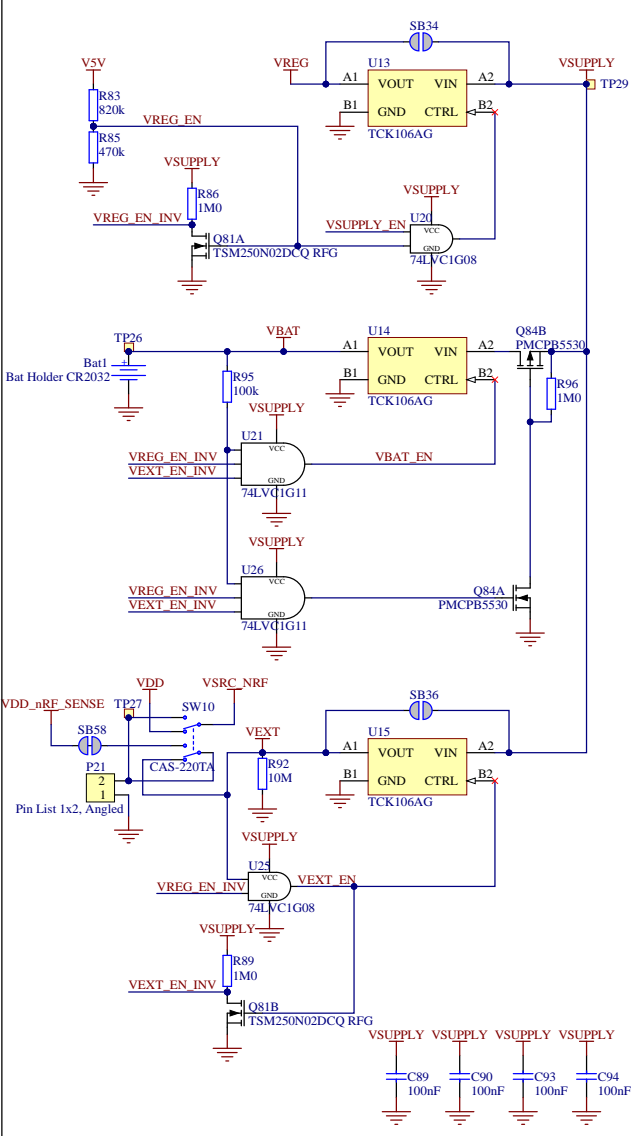 SB34
V5V
VREG
U13
VSUPPLY
TP29
A1 VOUT VIN A2
B1 GND CTRL B2
TCK106AG
R83
820k
VREG_EN
R85
470k
VSUPPLY
R86
1M0
VREG_EN_INV
Q81A
TSM250N02DCQ RFG
VSUPPLY
U20
VSUPPLY_EN
VCC
GND
74LVC1G08
TP26
VBAT
U14
Q84B
PMCPB5530
A1 VOUT VIN A2
B1 GND CTRL B2
TCK106AG
Bat1
+
Bat Holder CR2032
R95
100k
R96
1M0
VSUPPLY
U21
VCC
VREG_EN_INV
VEXT_EN_INV
GND
74LVC1G11
VBAT_EN
VSUPPLY
U26
VCC
VREG_EN_INV
VEXT_EN_INV
GND
74LVC1G11
Q84A
PMCPB5530
VDD
VSRC_NRF
VDD_nRF_SENSE
TP27
SW10
SB58
CAS-220TA
P21
2
1
Pin List 1x2, Angled
SB36
VEXT
U15
R92
10M
A1 VOUT VIN A2
B1 GND CTRL B2
TCK106AG
VSUPPLY
U25
VCC
VREG_EN_INV
GND
74LVC1G08
VEXT_EN
VSUPPLY
R89
1M0
VEXT_EN_INV
Q81B
TSM250N02DCQ RFG
VSUPPLY VSUPPLY VSUPPLY VSUPPLY
C89 C90 C93 C94
100nF 100nF 100nF 100nF